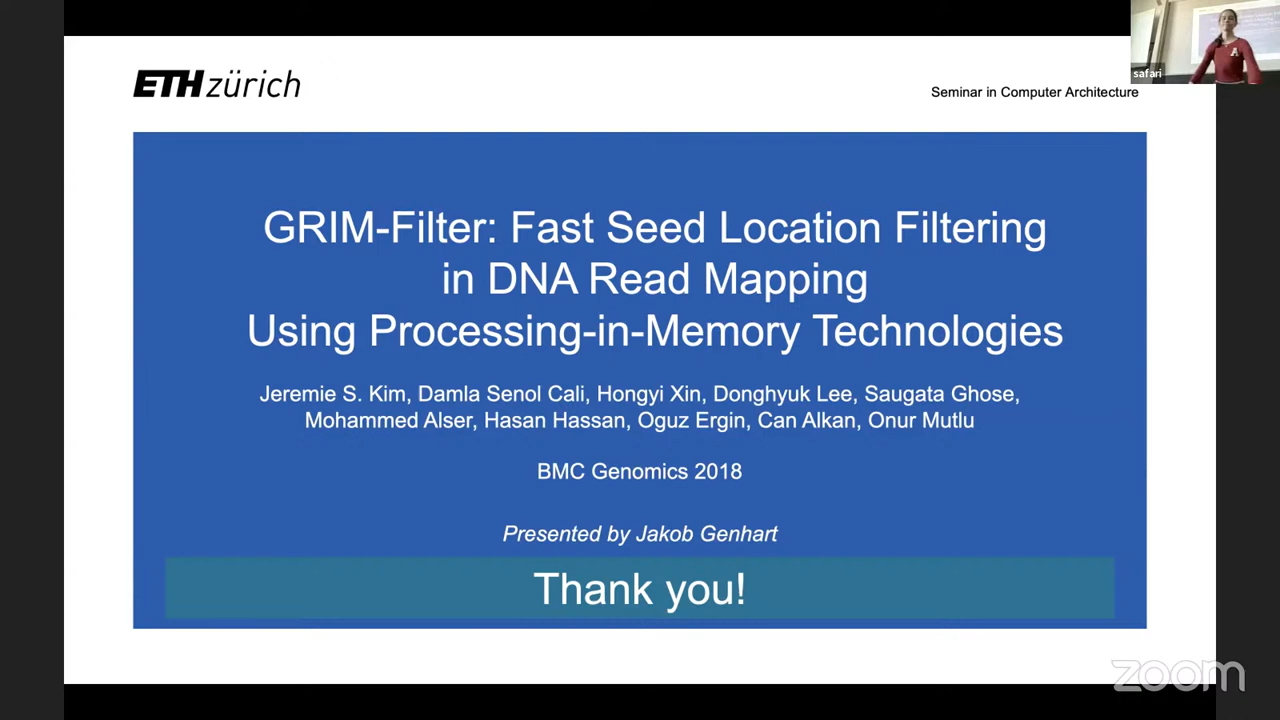 ETH zürich
Seminar in Computer Architecture
safari
A
GRIM-Filter: Fast Seed Location Filtering
in DNA Read Mapping
Using Processing-in-Memory Technologies
Jeremie S. Kim, Damla Senol Cali, Hongyi Xin, Donghyuk Lee, Saugata Ghose,
Mohammed Alser, Hasan Hassan, Oguz Ergin, Can Alkan, Onur Mutlu
BMC Genomics 2018
Presented by Jakob Genhart
Thank you!
zoom